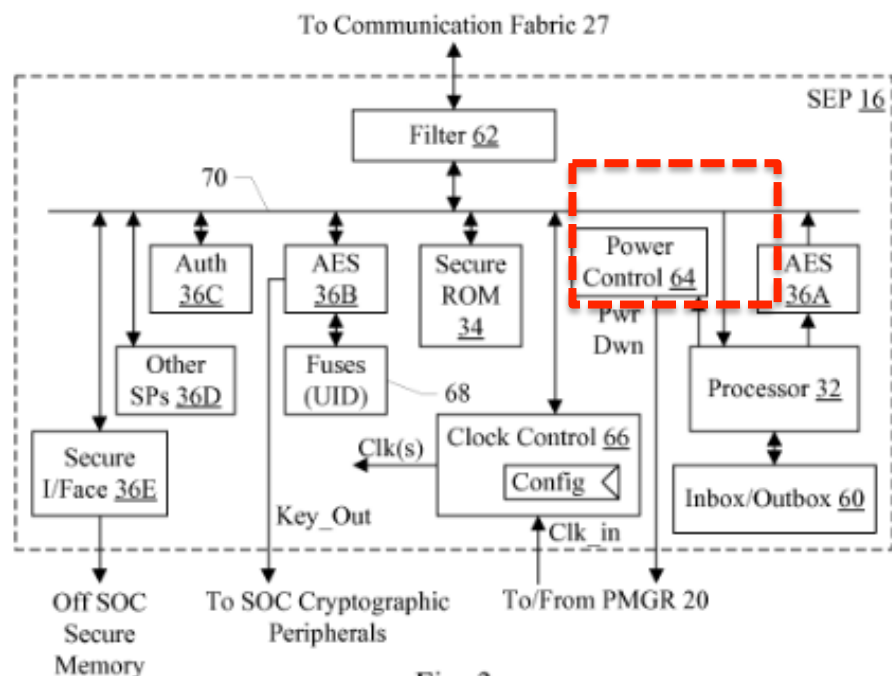 To Communication Fabric 27
SEP 16
Filter 62
70
Auth
36C
AES
36B
Secure
ROM
34
Power
Control 64
AES
36A
Pwr
Dwn
Other
SPs 36D
Fuses
(UID)
68
Processor 32
Secure
I/Face 36E
Clk(s)
Clock Control 66
Config
Inbox/Outbox 60
Key_Out
Clk_in
Off SOC
Secure
Memory
To SOC Cryptographic
Peripherals
To/From PMGR 20